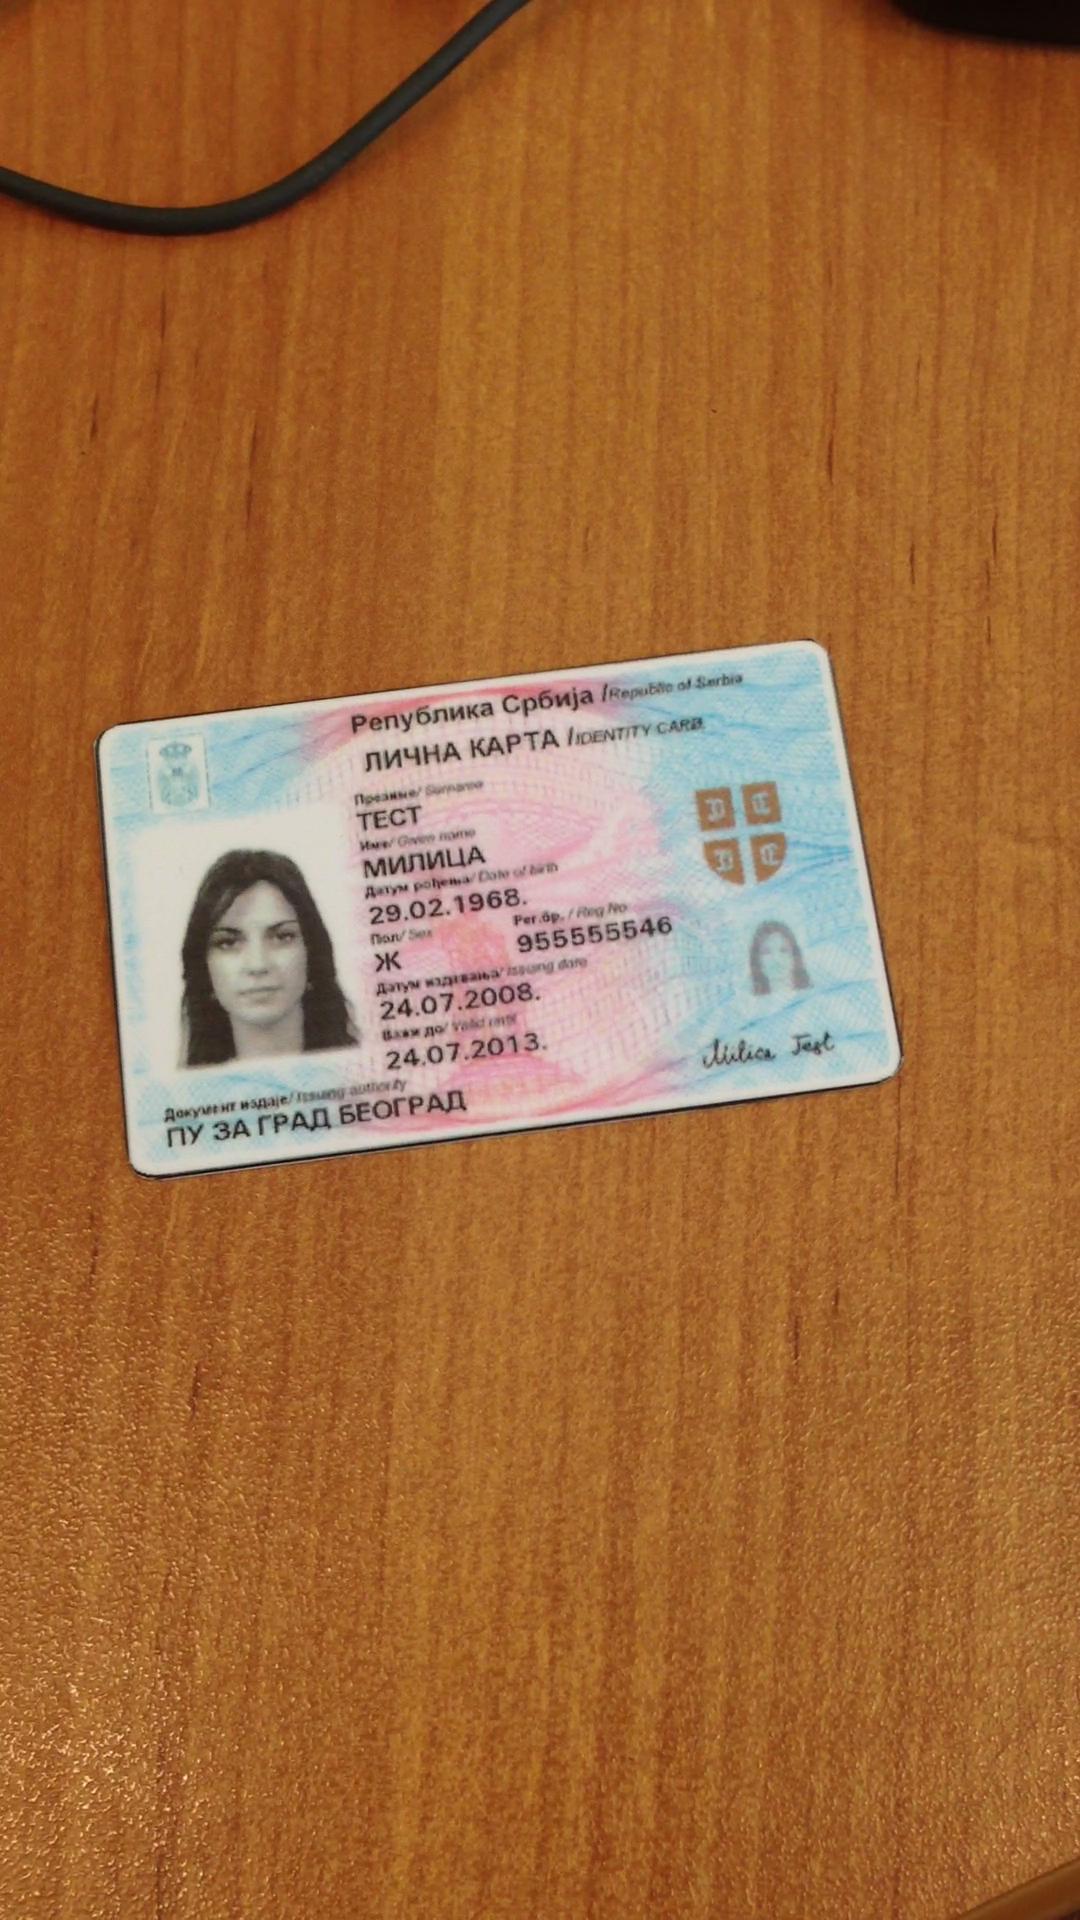 Република Србија /Republic of Serbia
ЛИЧНА КАРТА /IDENTITY CARD
Презиме/ Surname
ТЕСТ
Име/ Given name
МИЛИЦА
Датум рођења/ Date of birth
29.02.1968.
Пол/ Sex
Рег.бр. / Reg No
Ж
955555546
Датум издавања/ Issuing date
24.07.2008.
Важи до/ Valid until
24.07.2013.
Milica Test
Документ издаје/ Issuing authority
ПУ ЗА ГРАД БЕОГРАД